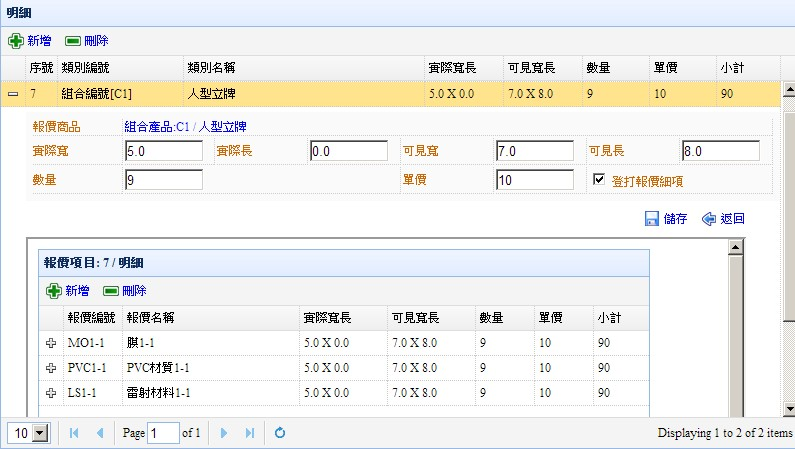 明細
新增 刪除
序號 類別編號 類別名稱 實際寬長 可見寬長 數量 單價 小計
7 組合編號[C1] 人型立牌 5.0 X 0.0 7.0 X 8.0 9 10 90
報價商品 組合產品:C1 / 人型立牌
實際寬 5.0 實際長 0.0 可見寬 7.0 可見長 8.0
數量 9 單價 10 登打報價細項
儲存 返回
報價項目: 7 / 明細
新增 刪除
報價編號 報價名稱 實際寬長 可見寬長 數量 單價 小計
MO1-1 膜1-1 5.0 X 0.0 7.0 X 8.0 9 10 90
PVC1-1 PVC材質1-1 5.0 X 0.0 7.0 X 8.0 9 10 90
LS1-1 雷射材料1-1 5.0 X 0.0 7.0 X 8.0 9 10 90
10 Page 1 of 1 Displaying 1 to 2 of 2 items